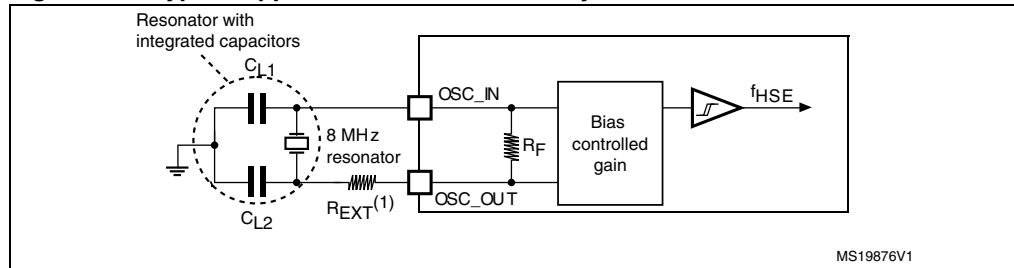 Resonator with
integrated capacitors
CL1
OSC_IN
fHSE
8 MHz
resonator
RF
Bias
controlled
gain
REXT(1)
OSC_OUT
CL2
MS19876V1